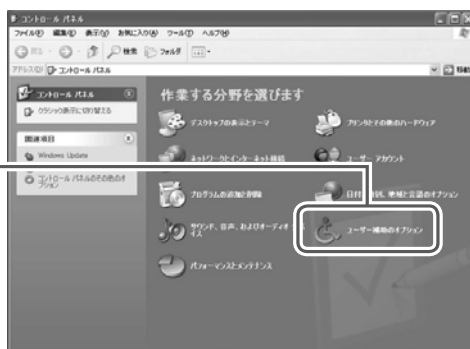 コントロール パネル
ファイル(F) 編集(E) 表示(V) お気に入り(A) ツール(T) ヘルプ(H)
戻る 検索 フォルダ
アドレス(D) コントロール パネル 移動
コントロール パネル
クラシック表示に切り替える
関連項目
Windows Update
コントロール パネルのその他のオプション
作業する分野を選びます
デスクトップの表示とテーマ
プリンタとその他のハードウェア
ネットワークとインターネット接続
ユーザー アカウント
プログラムの追加と削除
日付、時刻、地域と言語のオプション
サウンド、音声、およびオーディオ デバイス
ユーザー補助のオプション
パフォーマンスとメンテナンス